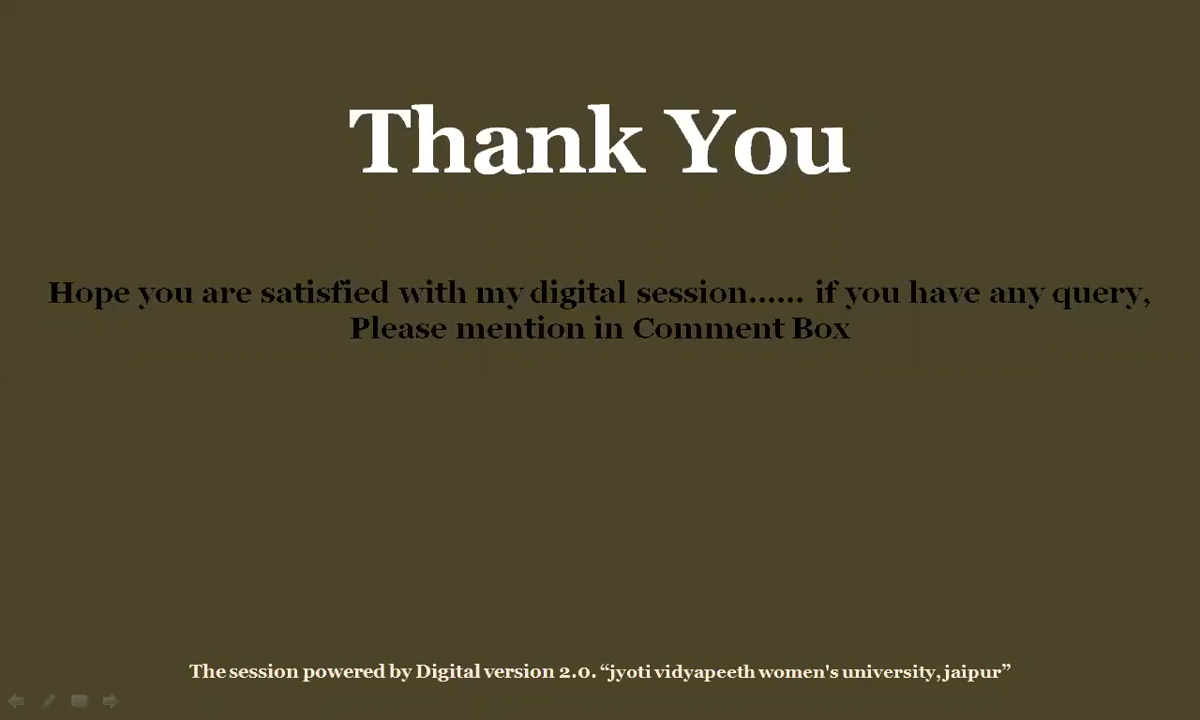 Thank You
Hope you are satisfied with my digital session...... if you have any query,
Please mention in Comment Box
The session powered by Digital version 2.0. “jyoti vidyapeeth women's university, jaipur”